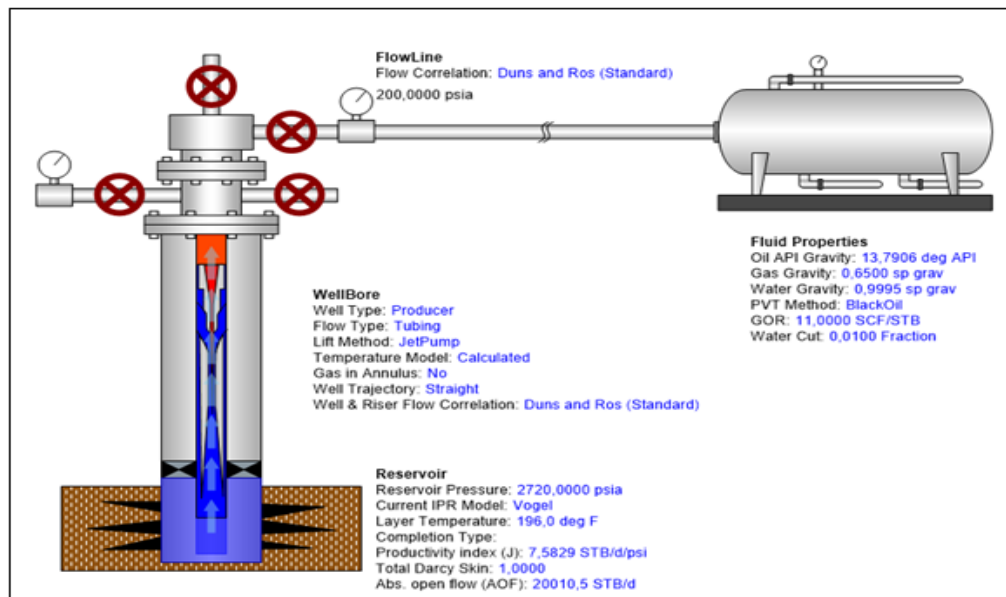 FlowLine
Flow Correlation: Duns and Ros (Standard)
200,0000 psia
Fluid Properties
Oil API Gravity: 13,7906 deg API
Gas Gravity: 0,6500 sp grav
Water Gravity: 0,9995 sp grav
PVT Method: BlackOil
GOR: 11,0000 SCF/STB
Water Cut: 0,0100 Fraction
WellBore
Well Type: Producer
Flow Type: Tubing
Lift Method: JetPump
Temperature Model: Calculated
Gas in Annulus: No
Well Trajectory: Straight
Well & Riser Flow Correlation: Duns and Ros (Standard)
Reservoir
Reservoir Pressure: 2720,0000 psia
Current IPR Model: Vogel
Layer Temperature: 196,0 deg F
Completion Type:
Productivity index (J): 7,5829 STB/d/psi
Total Darcy Skin: 1,0000
Abs. open flow (AOF): 20010,5 STB/d